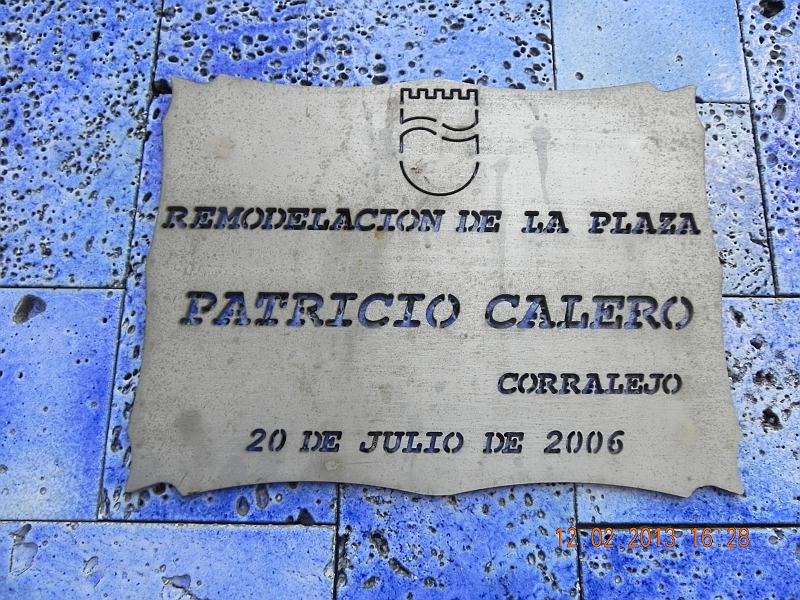 REMODELACION DE LA PLAZA
PATRICIO CALERO
CORRALEJO
20 DE JULIO DE 2006
12 02 2013 16 28